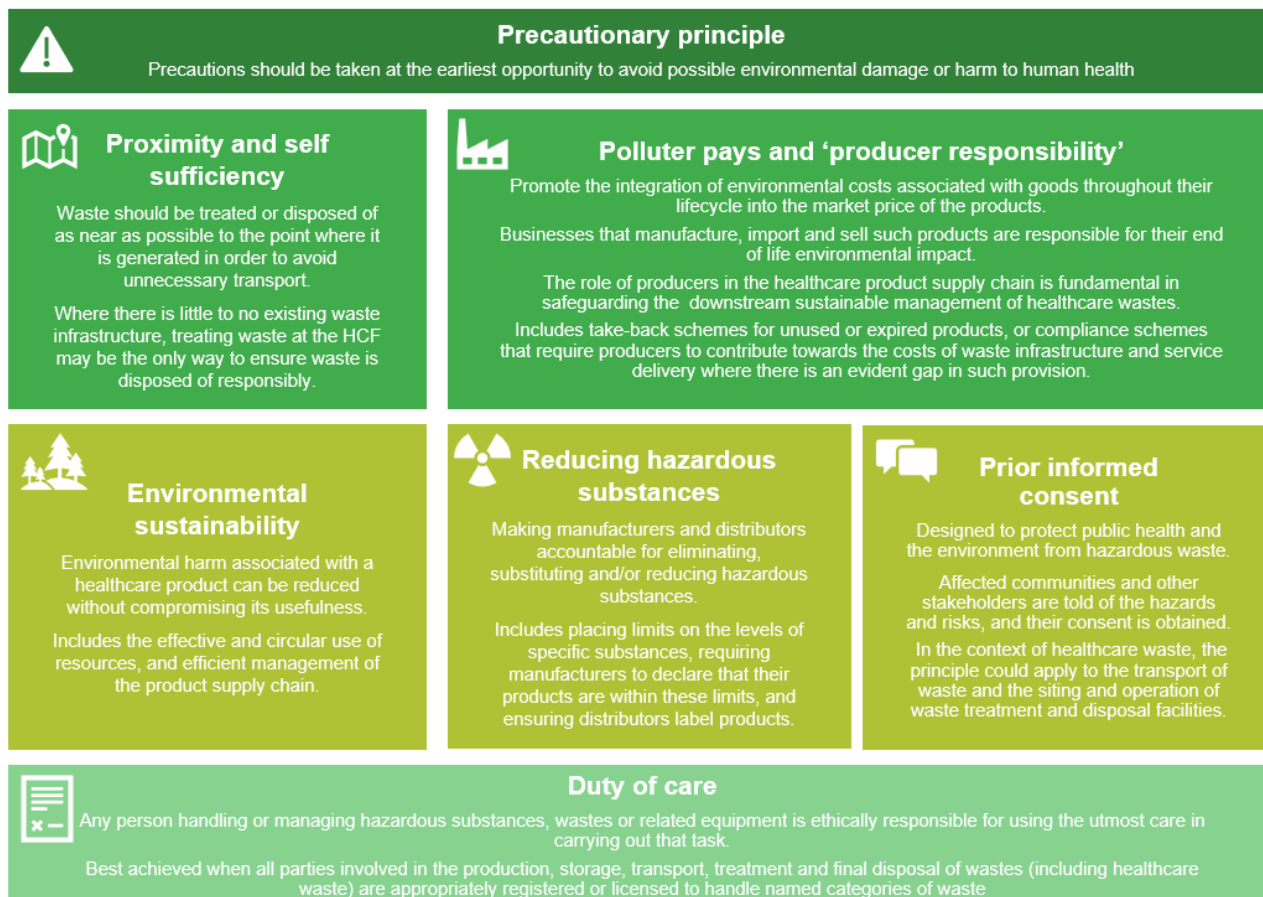 Precautionary principle
Precautions should be taken at the earliest opportunity to avoid possible environmental damage or harm to human health
Proximity and self
sufficiency
Waste should be treated or disposed of
as near as possible to the point where it
is generated in order to avoid
unnecessary transport.
Where there is little to no existing waste
infrastructure, treating waste at the HCF
may be the only way to ensure waste is
disposed of responsibly.
Polluter pays and ‘producer responsibility’
Promote the integration of environmental costs associated with goods throughout their
lifecycle into the market price of the products.
Businesses that manufacture, import and sell such products are responsible for their end
of life environmental impact.
The role of producers in the healthcare product supply chain is fundamental in
safeguarding the downstream sustainable management of healthcare wastes.
Includes take-back schemes for unused or expired products, or compliance schemes
that require producers to contribute towards the costs of waste infrastructure and service
delivery where there is an evident gap in such provision.
Environmental
sustainability
Environmental harm associated with a
healthcare product can be reduced
without compromising its usefulness.
Includes the effective and circular use of
resources, and efficient management of
the product supply chain.
Reducing hazardous
substances
Making manufacturers and distributors
accountable for eliminating,
substituting and/or reducing hazardous
substances.
Includes placing limits on the levels of
specific substances, requiring
manufacturers to declare that their
products are within these limits, and
ensuring distributors label products.
Prior informed
consent
Designed to protect public health and
the environment from hazardous waste.
Affected communities and other
stakeholders are told of the hazards
and risks, and their consent is obtained.
In the context of healthcare waste, the
principle could apply to the transport of
waste and the siting and operation of
waste treatment and disposal facilities.
Duty of care
Any person handling or managing hazardous substances, wastes or related equipment is ethically responsible for using the utmost care in
carrying out that task.
Best achieved when all parties involved in the production, storage, transport, treatment and final disposal of wastes (including healthcare
waste) are appropriately registered or licensed to handle named categories of waste